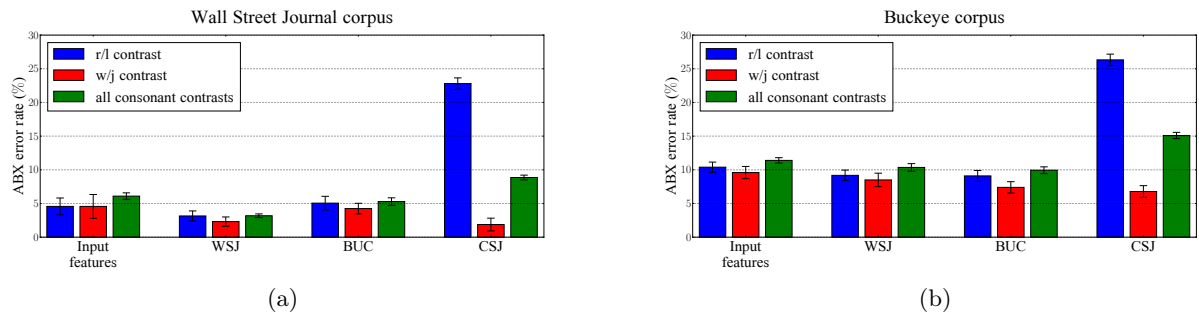 Wall Street Journal corpus
30
25
20
15
10
5
0
ABX error rate (%)
r/l contrast
w/j contrast
all consonant contrasts
Input
features
WSJ
BUC
CSJ
(a)
Buckeye corpus
30
25
20
15
10
5
0
ABX error rate (%)
r/l contrast
w/j contrast
all consonant contrasts
Input
features
WSJ
BUC
CSJ
(b)